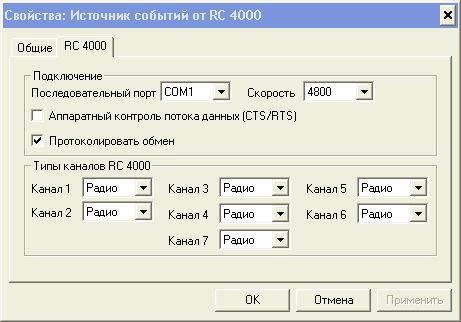 Свойства: Источник событий от RC 4000
Общие RC 4000
Подключение
Последовательный порт COM1 Скорость 4800
Аппаратный контроль потока данных (CTS/RTS)
Протоколировать обмен
Типы каналов RC 4000
Канал 1 Радио Канал 3 Радио Канал 5 Радио
Канал 2 Радио Канал 4 Радио Канал 6 Радио
Канал 7 Радио
OK Отмена Применить